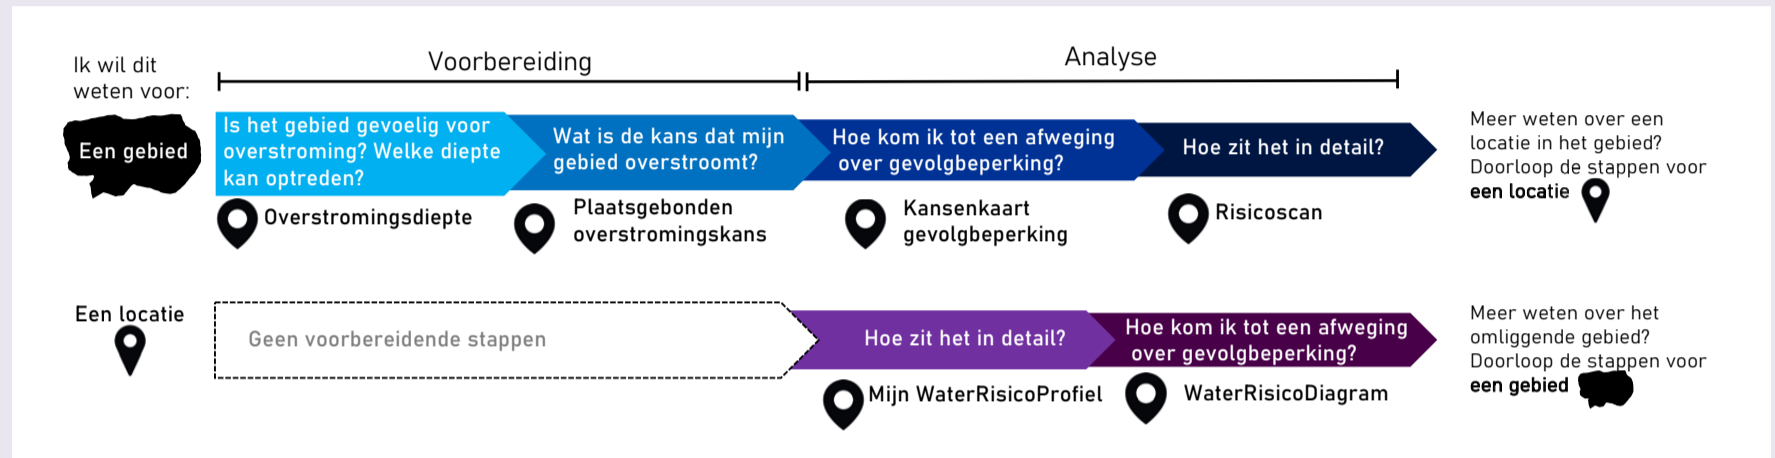 Ik wil dit
weten voor:
Voorbereiding
Analyse
Een gebied
Is het gebied gevoelig voor
overstroming? Welke diepte
kan optreden?
Wat is de kans dat mijn
gebied overstroomt?
Hoe kom ik tot een afweging
over gevolgbeperking?
Hoe zit het in detail?
Meer weten over een
locatie in het gebied?
Doorloop de stappen voor
een locatie
Overstromingsdiepte
Plaatsgebonden
overstromingskans
Kansenkaart
gevolgbeperking
Risicoscan
Een locatie
Geen voorbereidende stappen
Hoe zit het in detail?
Hoe kom ik tot een afweging
over gevolgbeperking?
Meer weten over het
omliggende gebied?
Doorloop de stappen voor
een gebied
Mijn WaterRisicoProfiel
WaterRisicoDiagram